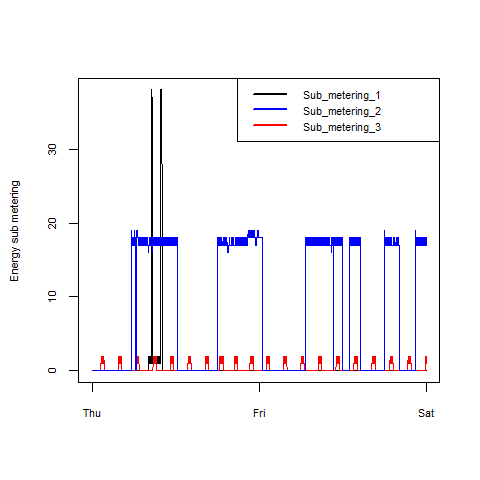 Sub_metering_1
Sub_metering_2
Sub_metering_3
Energy sub metering
30
20
10
0
Thu Fri Sat